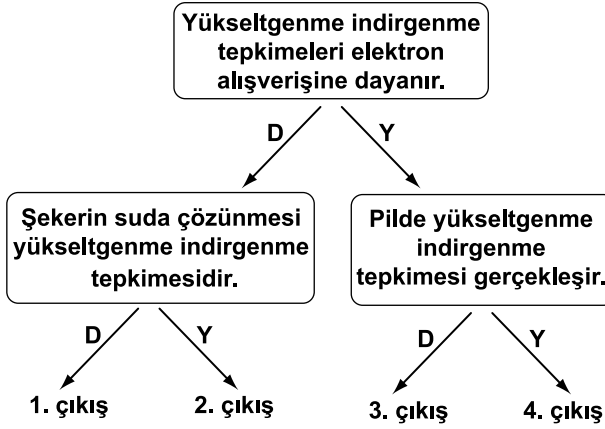 Yükseltgenme indirgenme
tepkimeleri elektron
alışverişine dayanır.
D
Y
Şekerin suda çözünmesi
yükseltgenme indirgenme
tepkimesidir.
Pilde yükseltgenme
indirgenme
tepkimesi gerçekleşir.
D
Y
D
Y
1. çıkış
2. çıkış
3. çıkış
4. çıkış